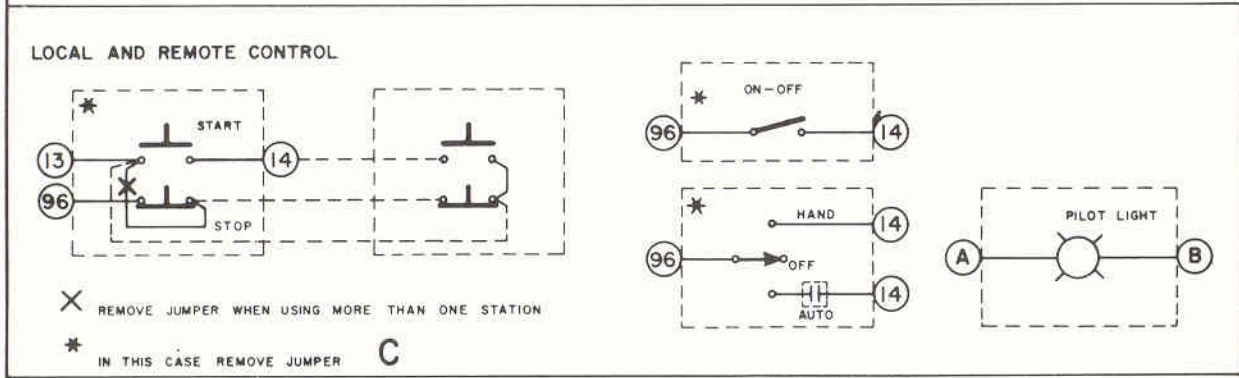 LOCAL AND REMOTE CONTROL
*
START
13
14
96
STOP
X REMOVE JUMPER WHEN USING MORE THAN ONE STATION
* IN THIS CASE REMOVE JUMPER C
*
ON-OFF
96
14
*
HAND
14
96
OFF
14
AUTO
PILOT LIGHT
A
B